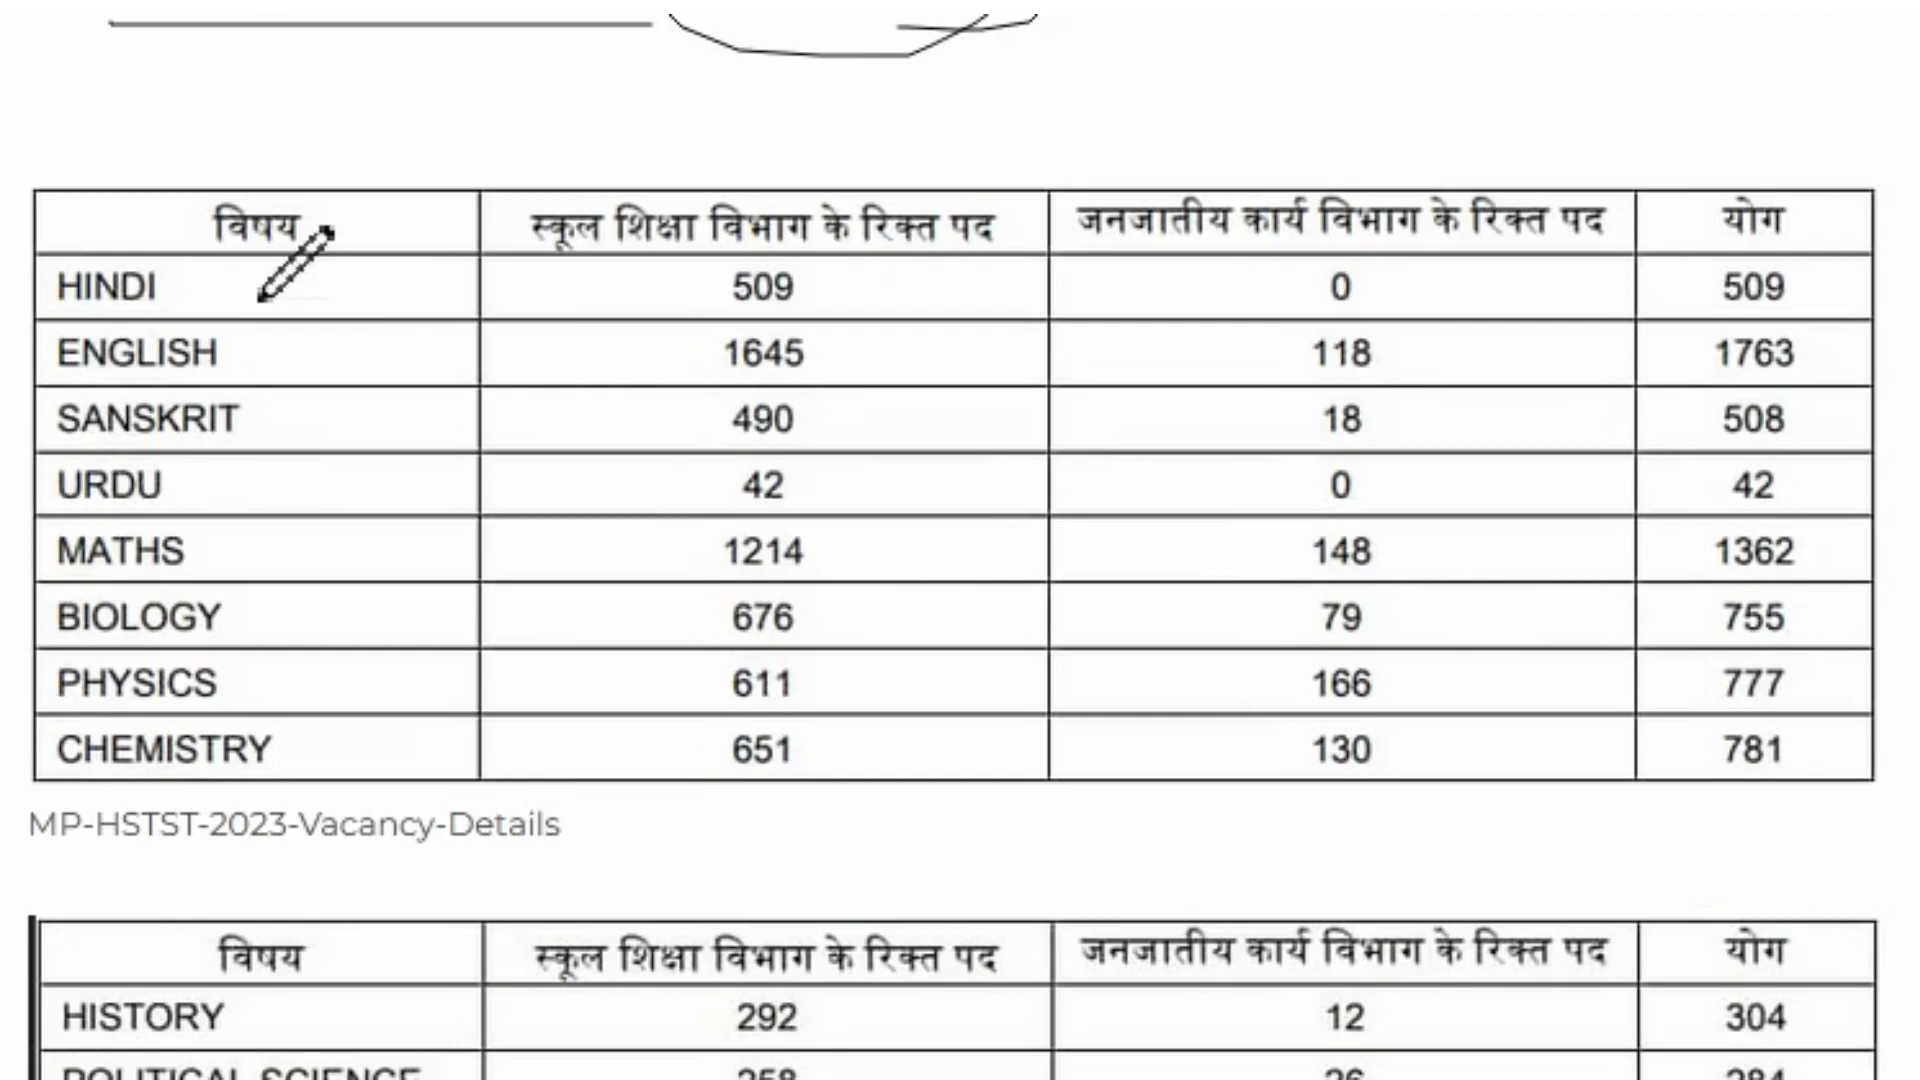 विषय स्कूल शिक्षा विभाग के रिक्त पद जनजातीय कार्य विभाग के रिक्त पद योग
HINDI 509 0 509
ENGLISH 1645 118 1763
SANSKRIT 490 18 508
URDU 42 0 42
MATHS 1214 148 1362
BIOLOGY 676 79 755
PHYSICS 611 166 777
CHEMISTRY 651 130 781
MP-HSTST-2023-Vacancy-Details
विषय स्कूल शिक्षा विभाग के रिक्त पद जनजातीय कार्य विभाग के रिक्त पद योग
HISTORY 292 12 304
POLITICAL SCIENCE 258 26 284